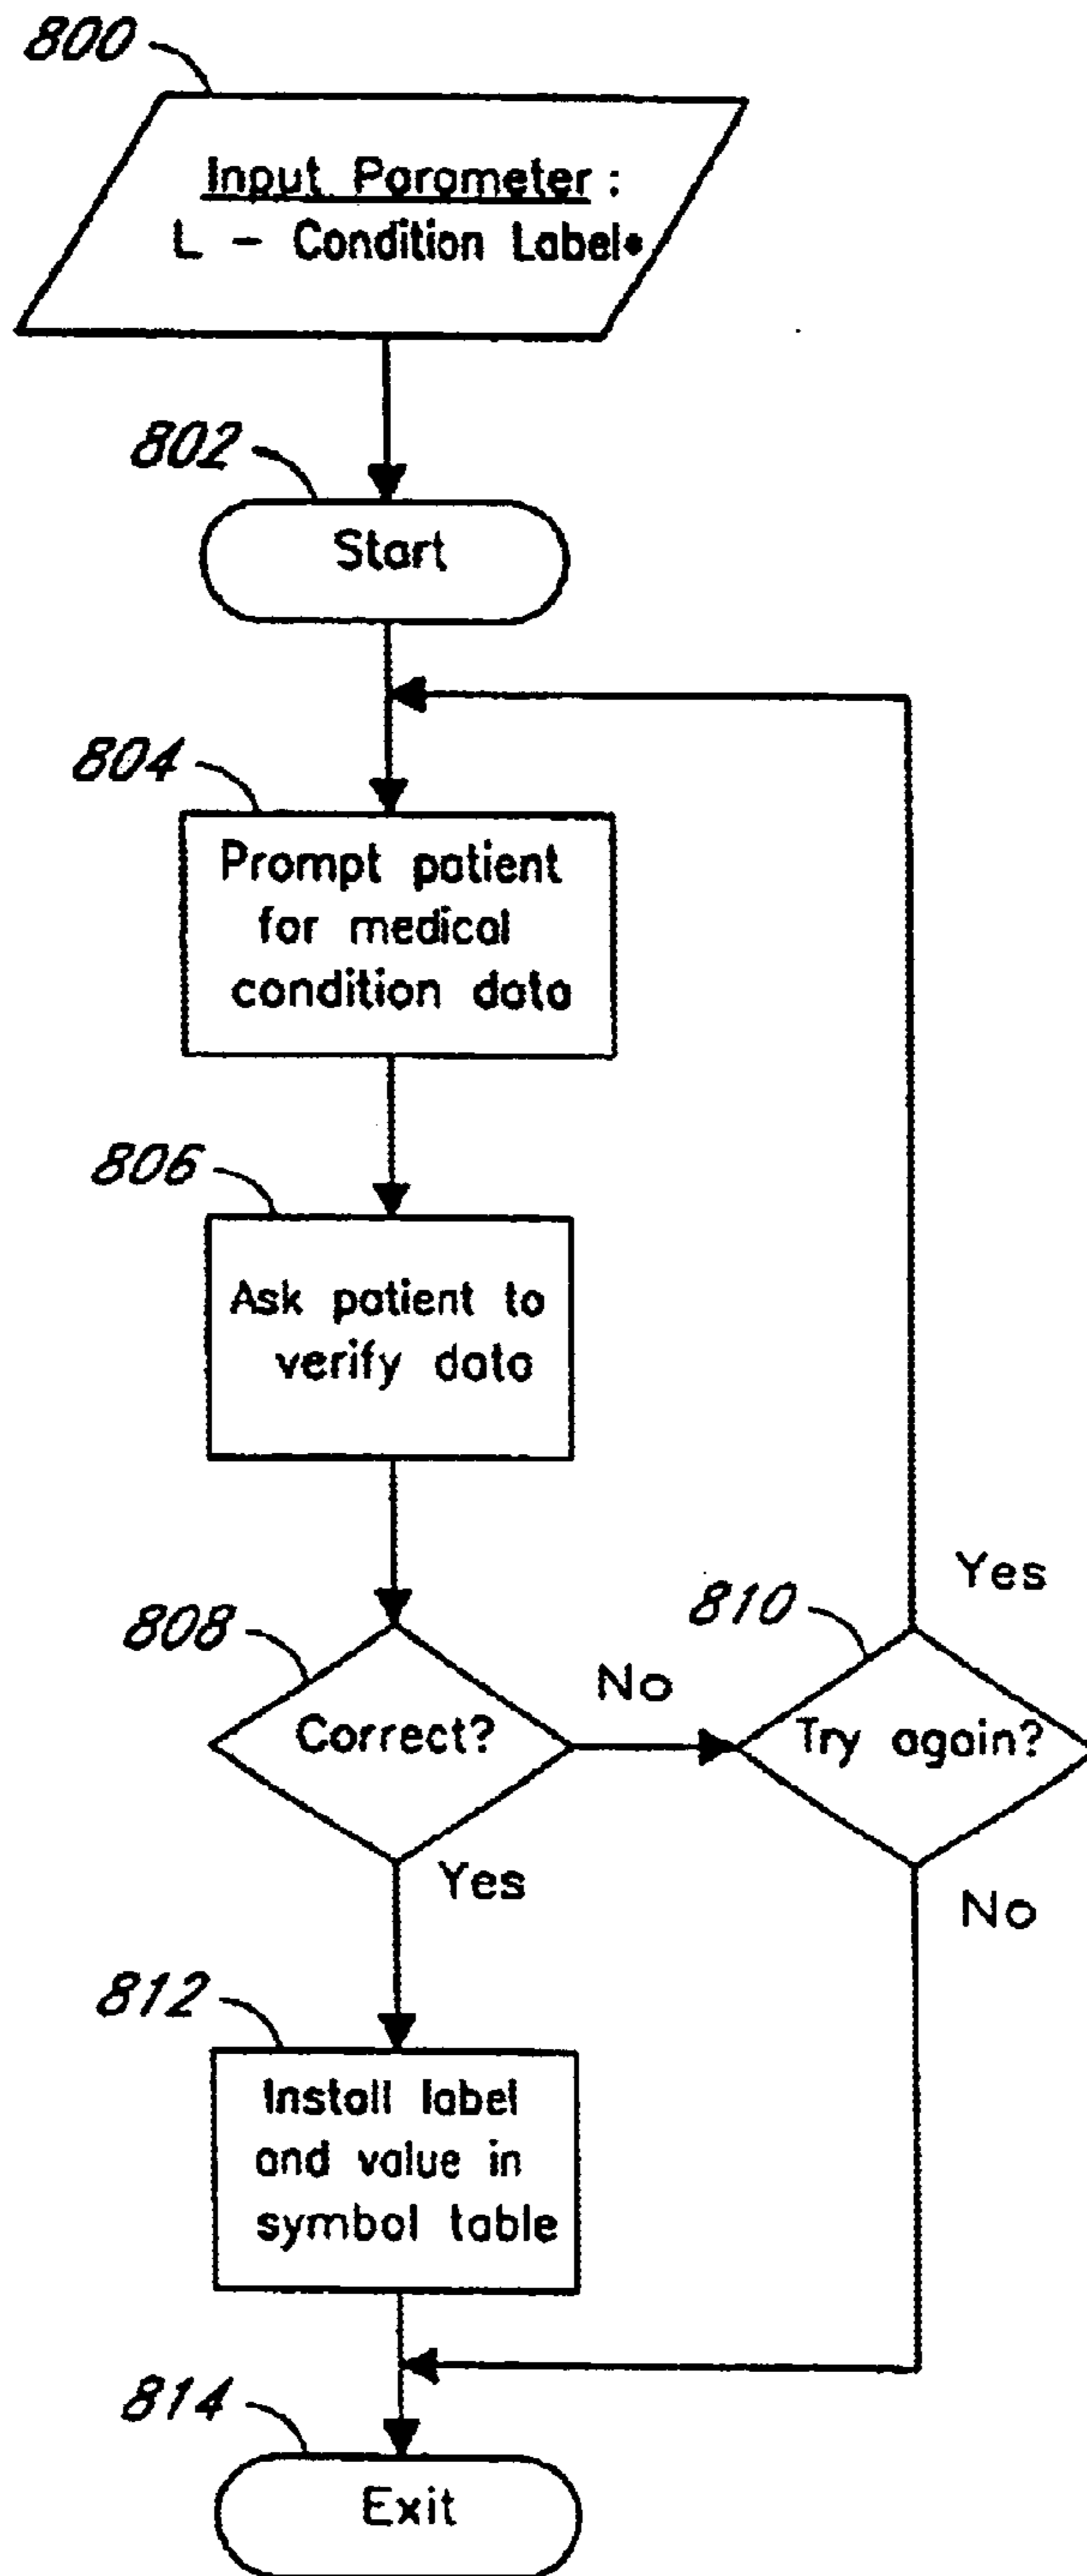 800
Input Parameter :
L - Condition Label*
802
Start
804
Prompt patient
for medical
condition data
806
Ask patient to
verify data
808
Correct?
No
810
Try again?
Yes
Yes
No
812
Install label
and value in
symbol table
814
Exit